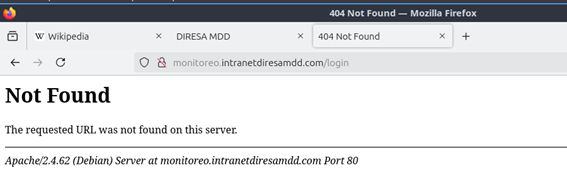 404 Not Found — Mozilla Firefox
W Wikipedia
DIRESA MDD
404 Not Found
monitoreo.intranetdiresamdd.com/login
Not Found
The requested URL was not found on this server.
Apache/2.4.62 (Debian) Server at monitoreo.intranetdiresamdd.com Port 80